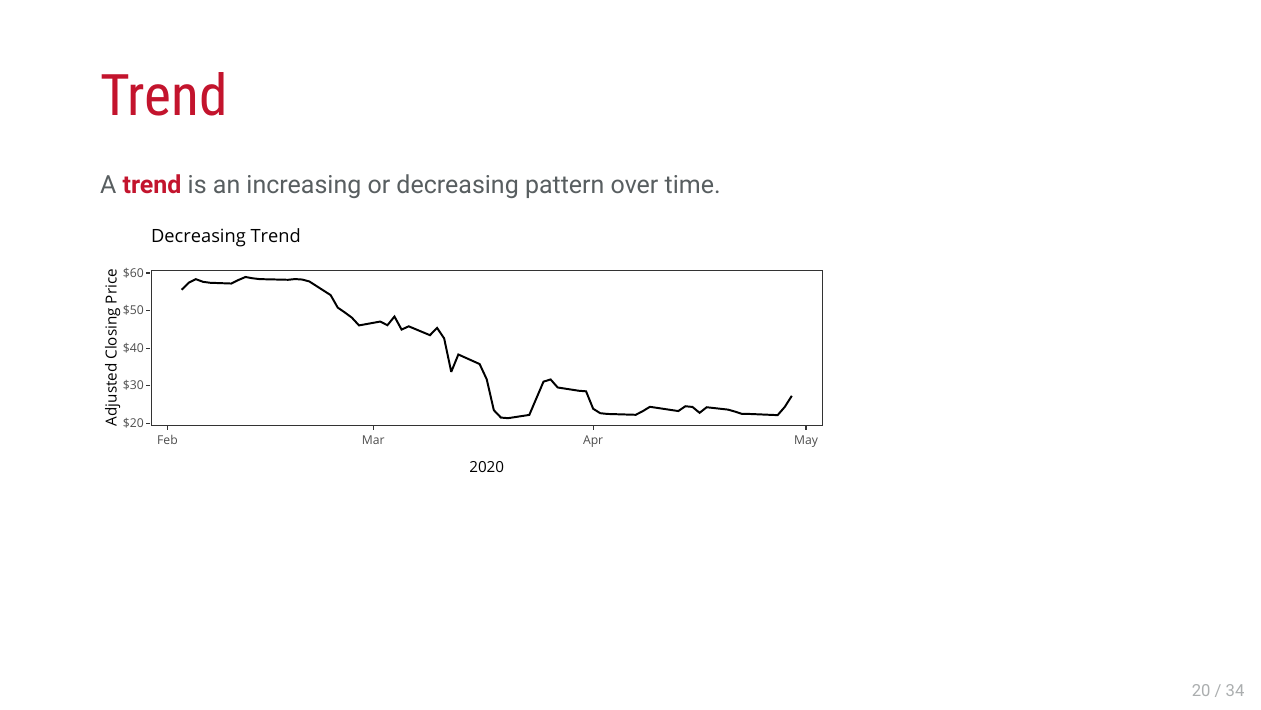 Trend
A trend is an increasing or decreasing pattern over time.
Decreasing Trend
Adjusted Closing Price
$60
$50
$40
$30
$20
Feb Mar Apr May
2020
20 / 34